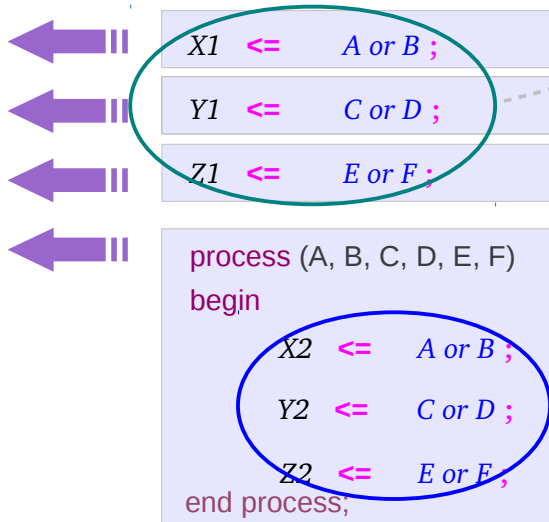 X1 <= A or B ;
Y1 <= C or D ;
Z1 <= E or F ;
process (A, B, C, D, E, F)
begin
X2 <= A or B ;
Y2 <= C or D ;
Z2 <= E or F ;
end process;